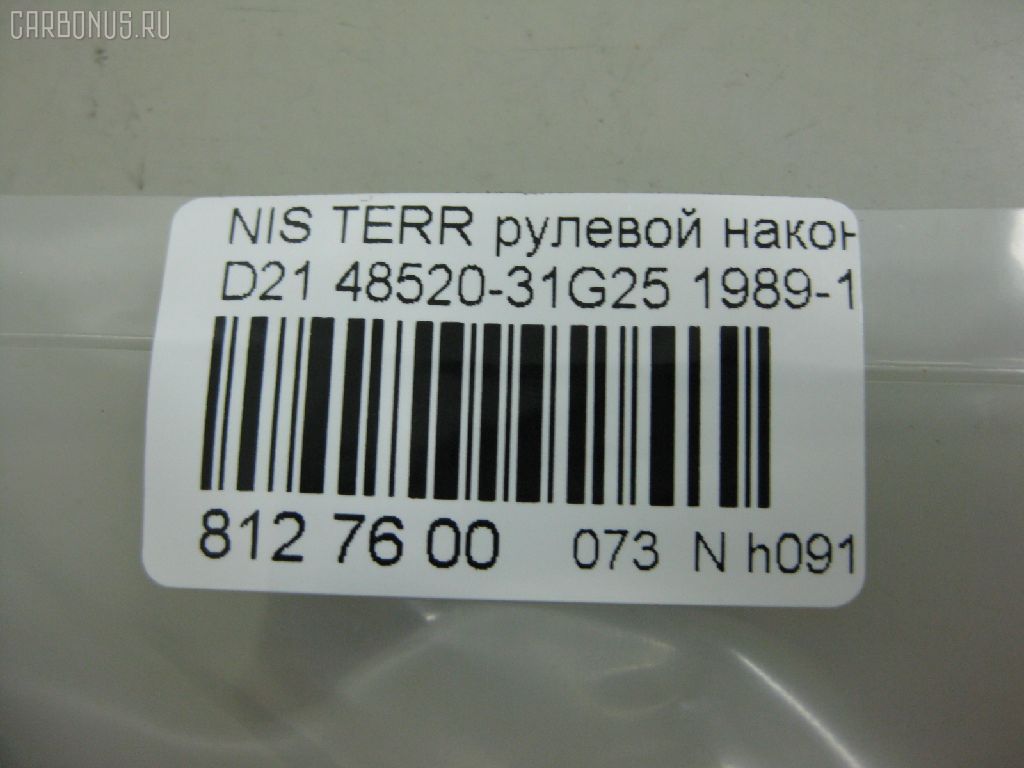 CARBONUS.RU
NIS TERR рулевой након
D21 48520-31G25 1989-1
812 76 00 073 N h091